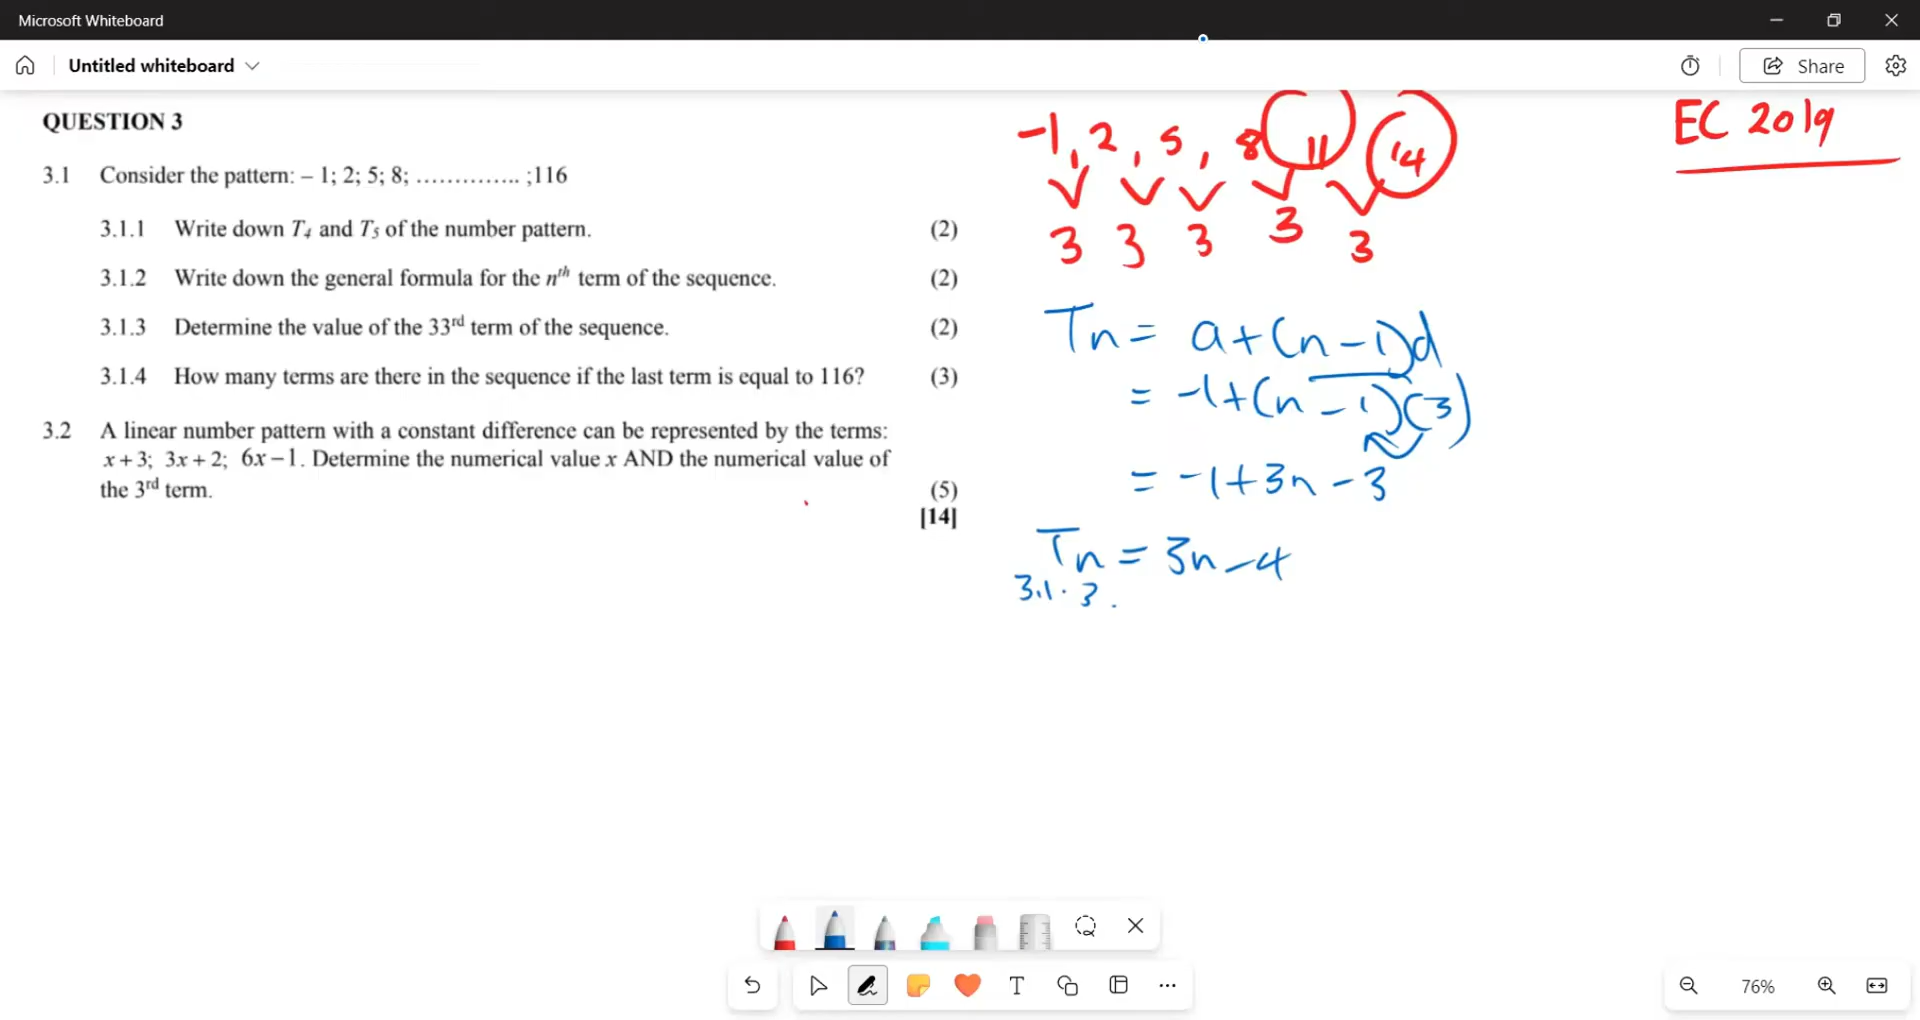 Microsoft Whiteboard
Untitled whiteboard
Share
QUESTION 3
3.1 Consider the pattern: – 1; 2; 5; 8; .............. ;116
3.1.1 Write down T₄ and T₅ of the number pattern. (2)
3.1.2 Write down the general formula for the nᵗʰ term of the sequence. (2)
3.1.3 Determine the value of the 33ʳᵈ term of the sequence. (2)
3.1.4 How many terms are there in the sequence if the last term is equal to 116? (3)
3.2 A linear number pattern with a constant difference can be represented by the terms:
x + 3; 3x + 2; 6x – 1. Determine the numerical value x AND the numerical value of
the 3ʳᵈ term. (5)
[14]
-1, 2, 5, 8 11 14
3 3 3 3 3
Tn = a+(n-1)d
= -1+(n-1)(3)
= -1+3n-3
Tn = 3n-4
3.1.3.
EC 2019
76%